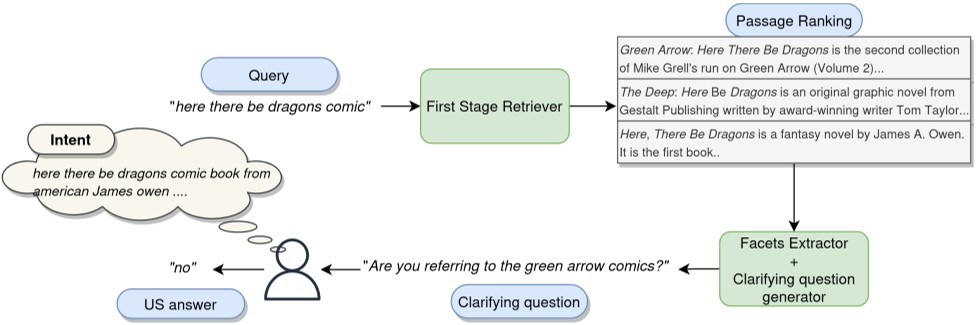 Passage Ranking
Query
"here there be dragons comic"
First Stage Retriever
Green Arrow: Here There Be Dragons is the second collection
of Mike Grell's run on Green Arrow (Volume 2)...
The Deep: Here Be Dragons is an original graphic novel from
Gestalt Publishing written by award-winning writer Tom Taylor...
Here, There Be Dragons is a fantasy novel by James A. Owen.
It is the first book..
Intent
here there be dragons comic book from
american James owen ....
Facets Extractor
+
Clarifying question
generator
"Are you referring to the green arrow comics?"
"no"
Clarifying question
US answer